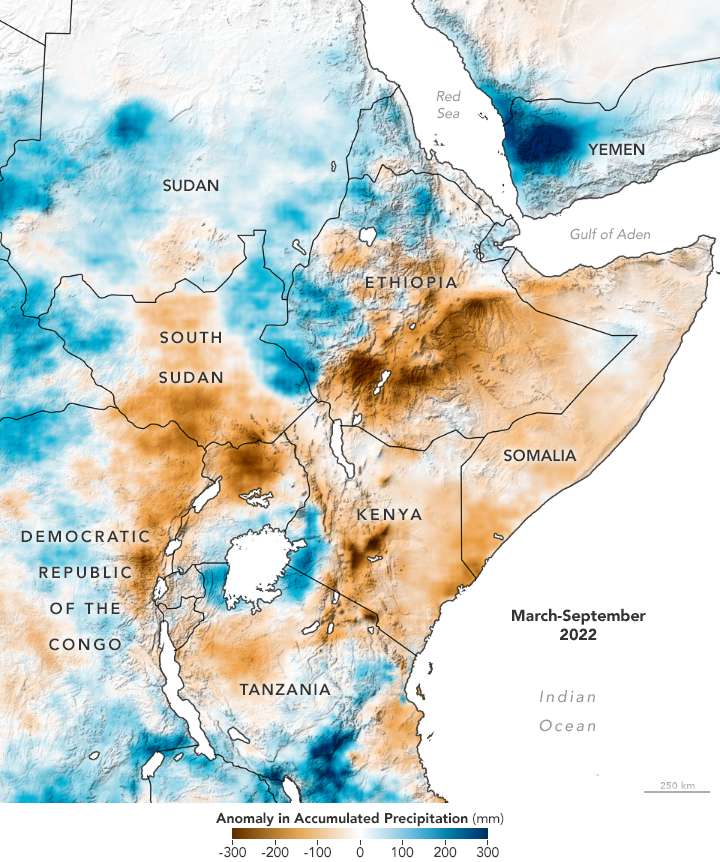 Red
Sea
YEMEN
SUDAN
Gulf of Aden
ETHIOPIA
SOUTH
SUDAN
SOMALIA
KENYA
DEMOCRATIC
REPUBLIC
OF THE
CONGO
March-September
2022
TANZANIA
Indian
Ocean
250 km
Anomaly in Accumulated Precipitation (mm)
-300 -200 -100 0 100 200 300